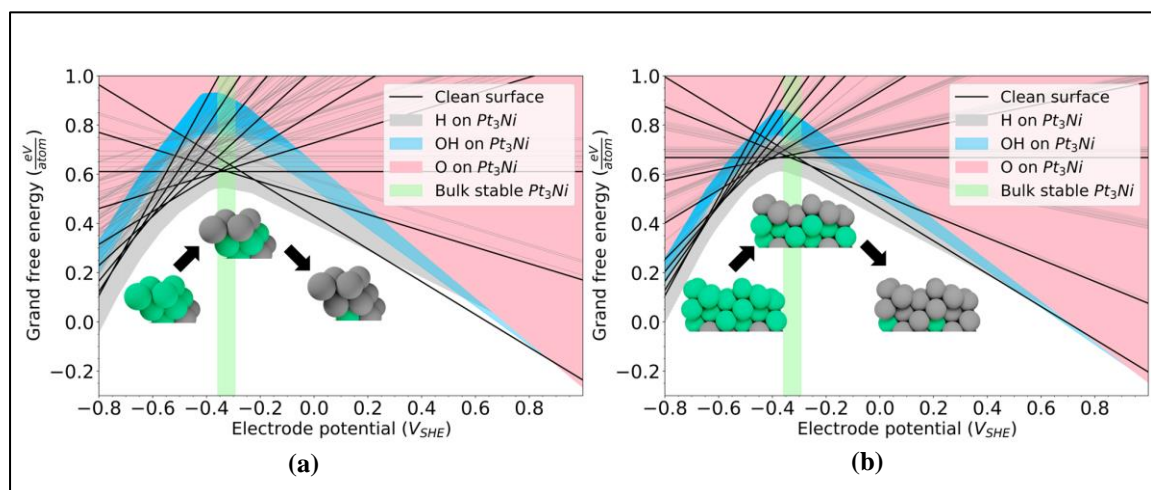 1.0
0.8
0.6
0.4
0.2
0.0
−0.2
Grand free energy (eV/atom)
Clean surface
H on Pt₃Ni
OH on Pt₃Ni
O on Pt₃Ni
Bulk stable Pt₃Ni
−0.8 −0.6 −0.4 −0.2 0.0 0.2 0.4 0.6 0.8
Electrode potential (V_SHE)
(a)
1.0
0.8
0.6
0.4
0.2
0.0
−0.2
Grand free energy (eV/atom)
Clean surface
H on Pt₃Ni
OH on Pt₃Ni
O on Pt₃Ni
Bulk stable Pt₃Ni
−0.8 −0.6 −0.4 −0.2 0.0 0.2 0.4 0.6 0.8
Electrode potential (V_SHE)
(b)